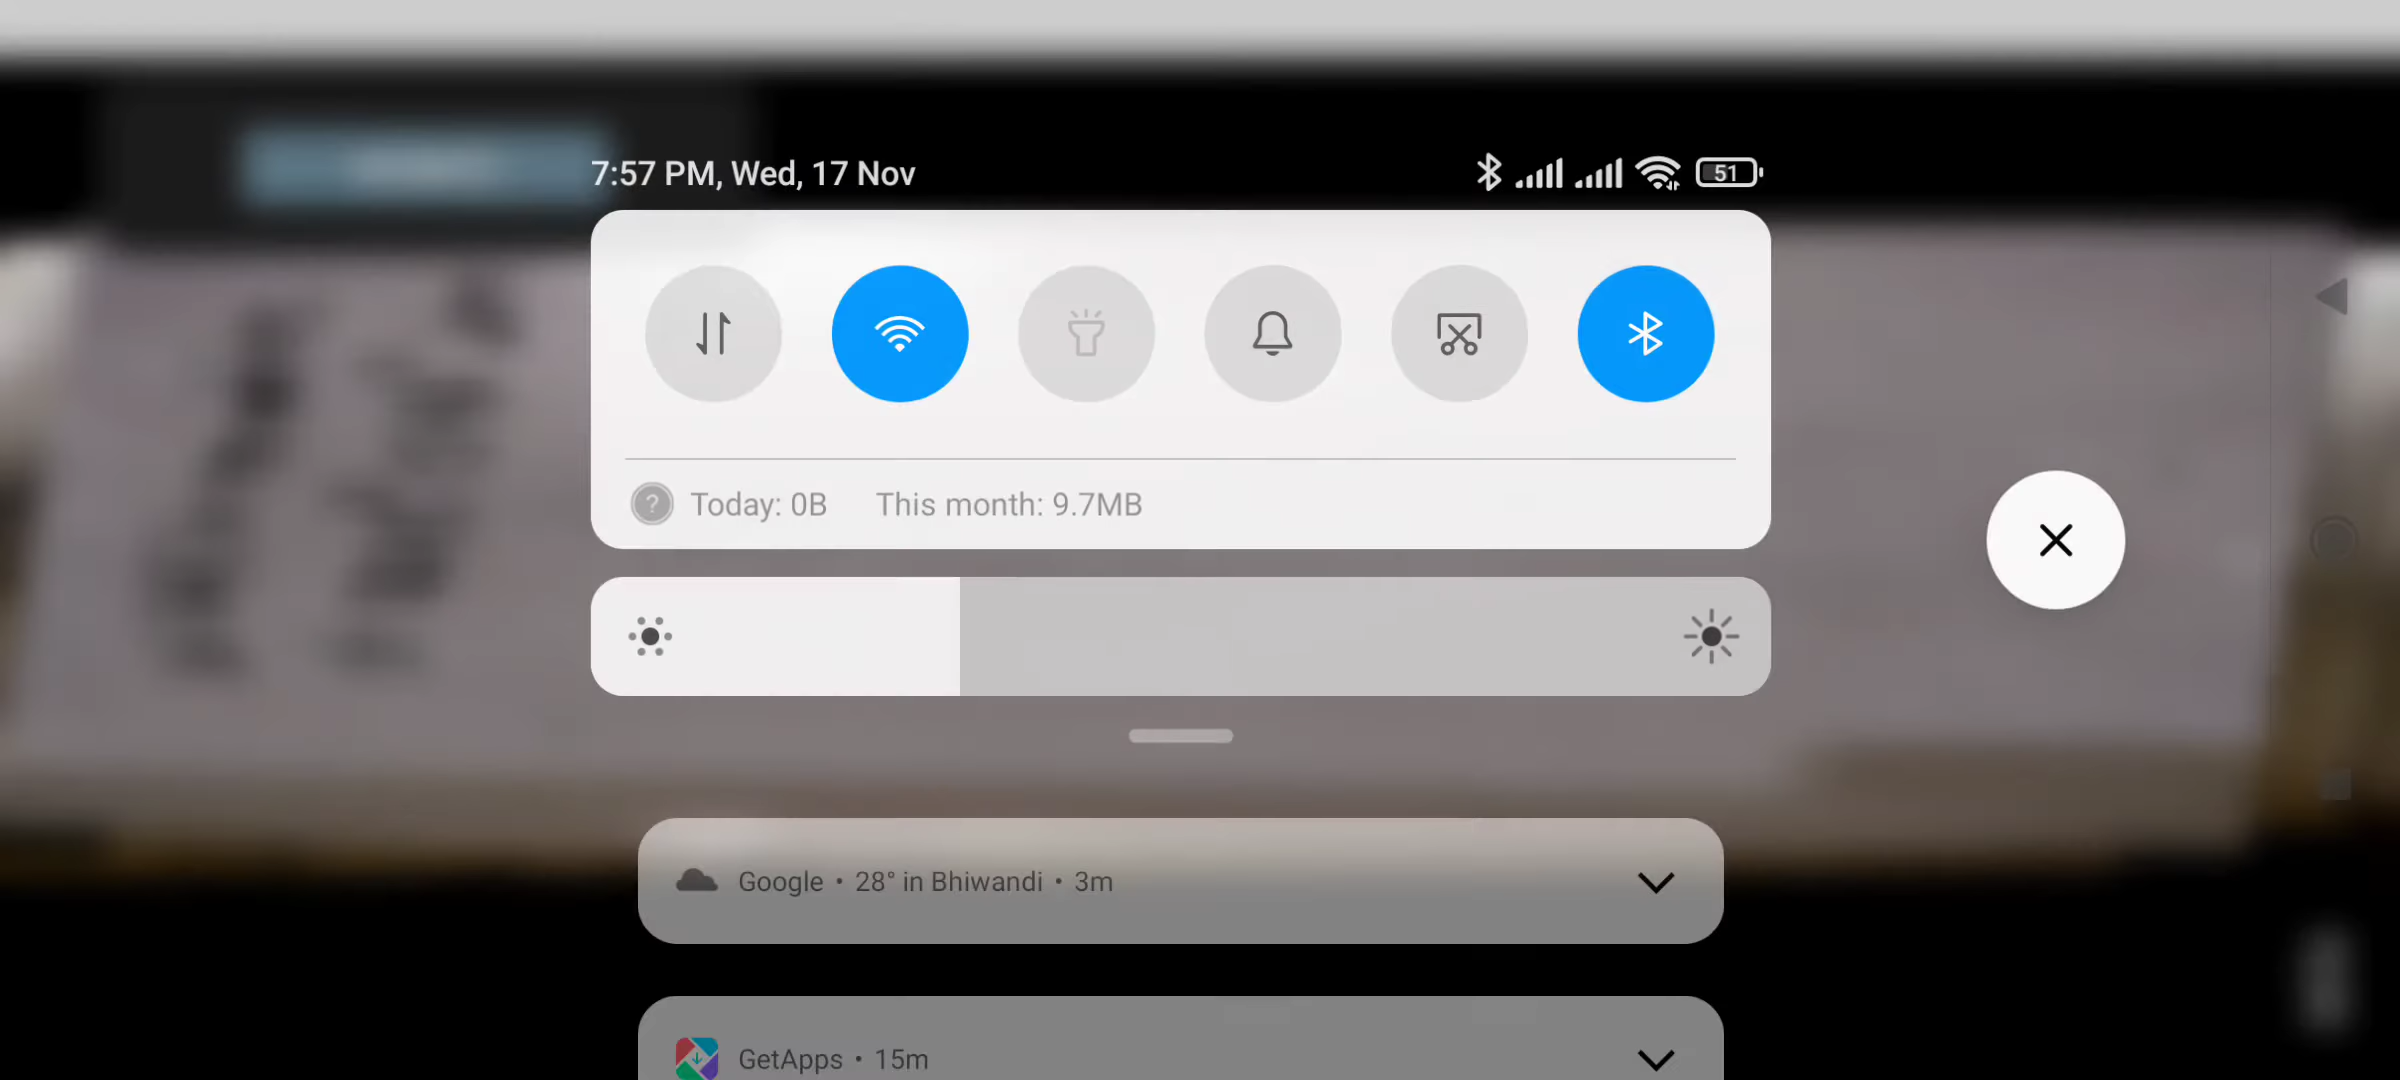 7:57 PM, Wed, 17 Nov
51
Today: 0B This month: 9.7MB
Google • 28° in Bhiwandi • 3m
GetApps • 15m